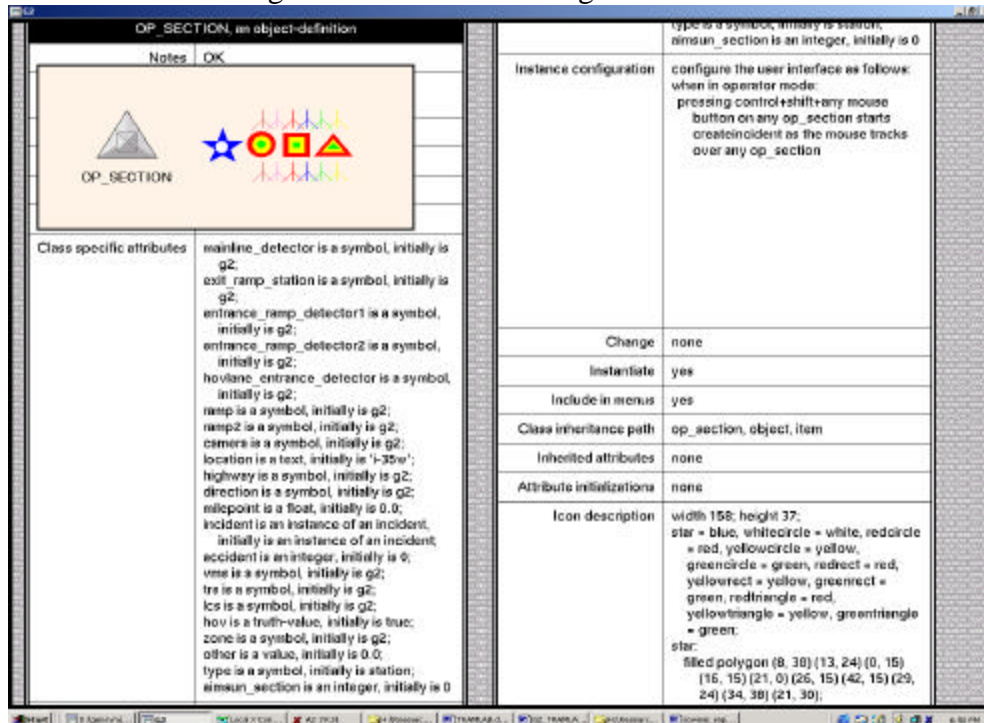 OP_SECTION, an object-definition
Notes OK
OP_SECTION
Class specific attributes
mainline_detector is a symbol, initially is
g2;
exit_ramp_station is a symbol, initially is
g2;
entrance_ramp_detector1 is a symbol,
initially is g2;
entrance_ramp_detector2 is a symbol,
initially is g2;
hovlane_entrance_detector is a symbol,
initially is g2;
ramp is a symbol, initially is g2;
ramp2 is a symbol, initially is g2;
camera is a symbol, initially is g2;
location is a text, initially is 'i-35w';
highway is a symbol, initially is g2;
direction is a symbol, initially is g2;
milepoint is a float, initially is 0.0;
incident is an instance of an incident,
initially is an instance of an incident;
accident is an integer, initially is 0;
vms is a symbol, initially is g2;
trs is a symbol, initially is g2;
lcs is a symbol, initially is g2;
hov is a truth-value, initially is true;
zone is a symbol, initially is g2;
other is a value, initially is 0.0;
type is a symbol, initially is station;
aimsun_section is an integer, initially is 0
type is a symbol, initially is station;
aimsun_section is an integer, initially is 0
Instance configuration
configure the user interface as follows:
when in operator mode:
pressing control+shift+any mouse
button on any op_section starts
createincident as the mouse tracks
over any op_section
Change none
Instantiate yes
Include in menus yes
Class inheritance path op_section, object, item
Inherited attributes none
Attribute initializations none
Icon description
width 158; height 37;
star = blue, whitecircle = white, redcircle
= red, yellowcircle = yellow,
greencircle = green, redrect = red,
yellowrect = yellow, greenrect =
green, redtriangle = red,
yellowtriangle = yellow, greentriangle
= green;
star:
filled polygon (8, 38) (13, 24) (0, 15)
(16, 15) (21, 0) (26, 15) (42, 15) (29,
24) (34, 38) (21, 30);